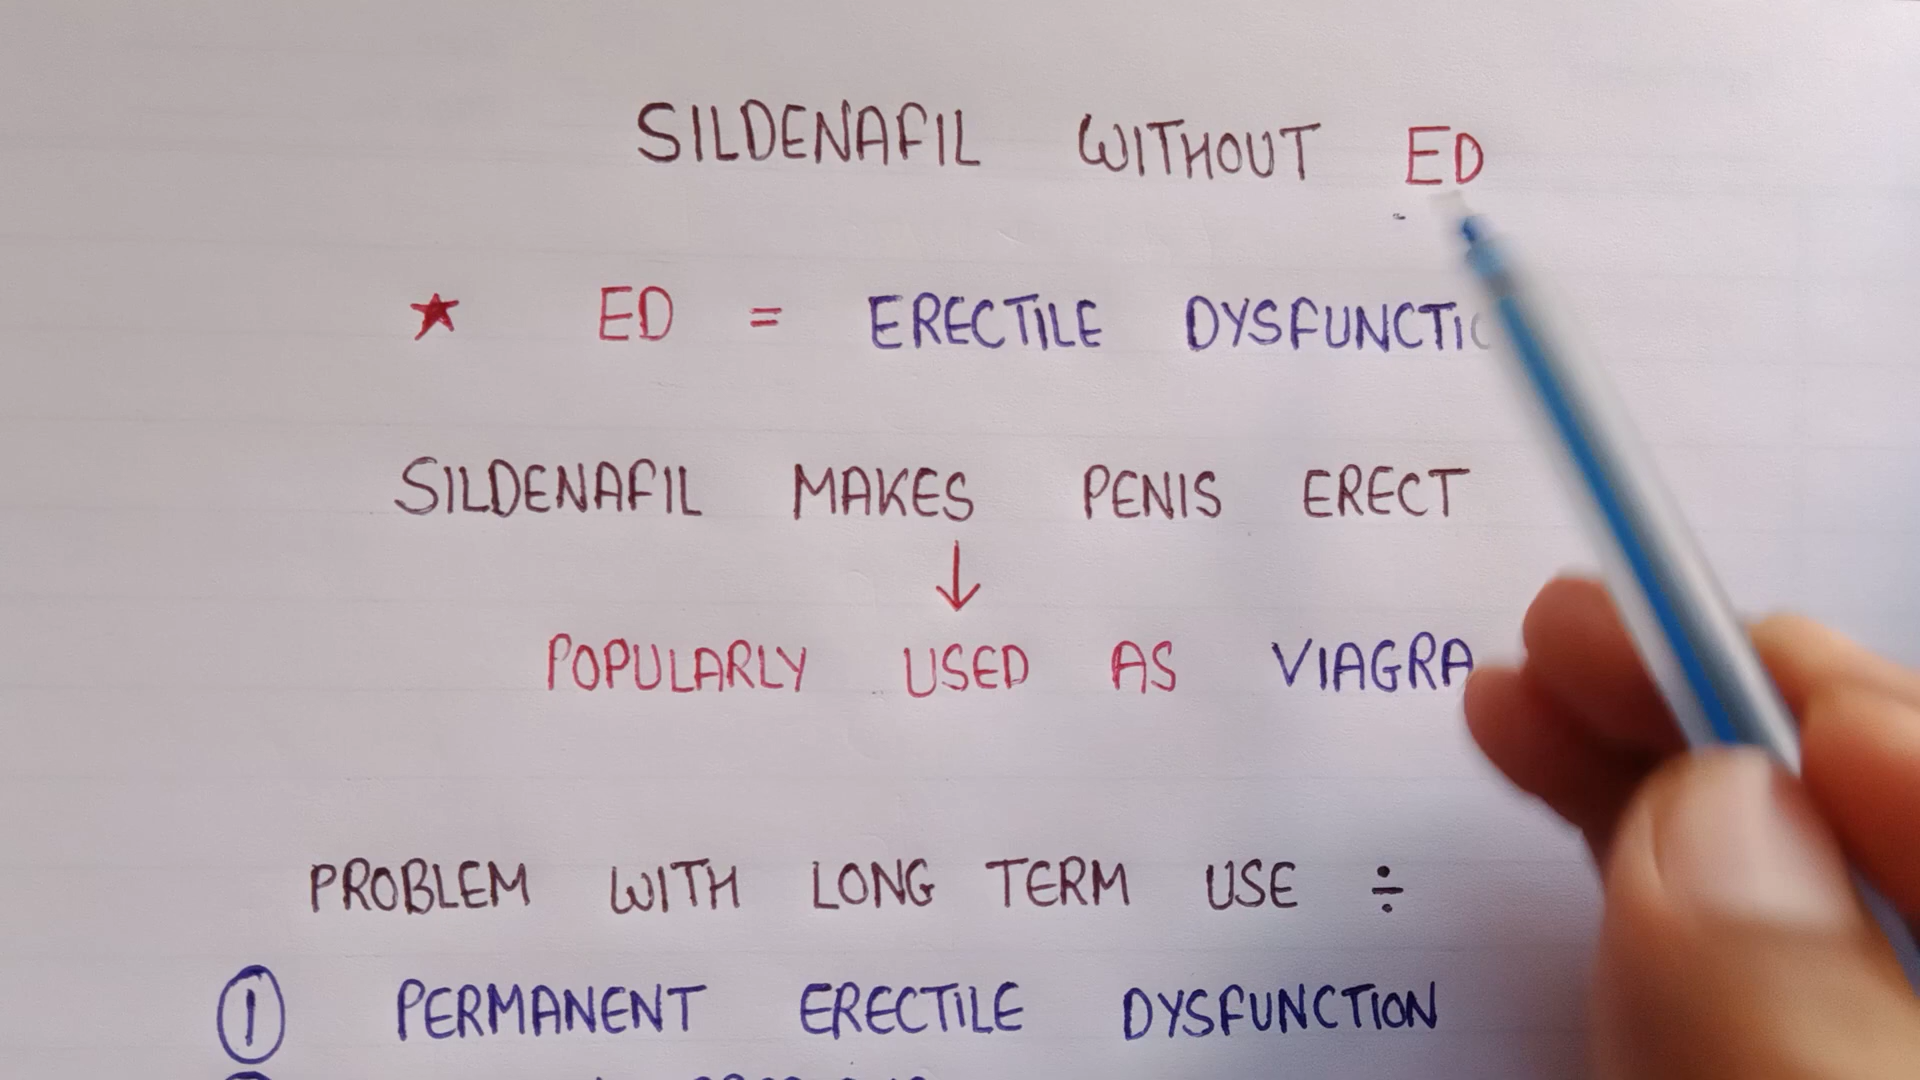 SILDENAFIL WITHOUT ED
★ ED = ERECTILE DYSFUNCTIO
SILDENAFIL MAKES PENIS ERECT
↓
POPULARLY USED AS VIAGRA
PROBLEM WITH LONG TERM USE ÷
① PERMANENT ERECTILE DYSFUNCTION